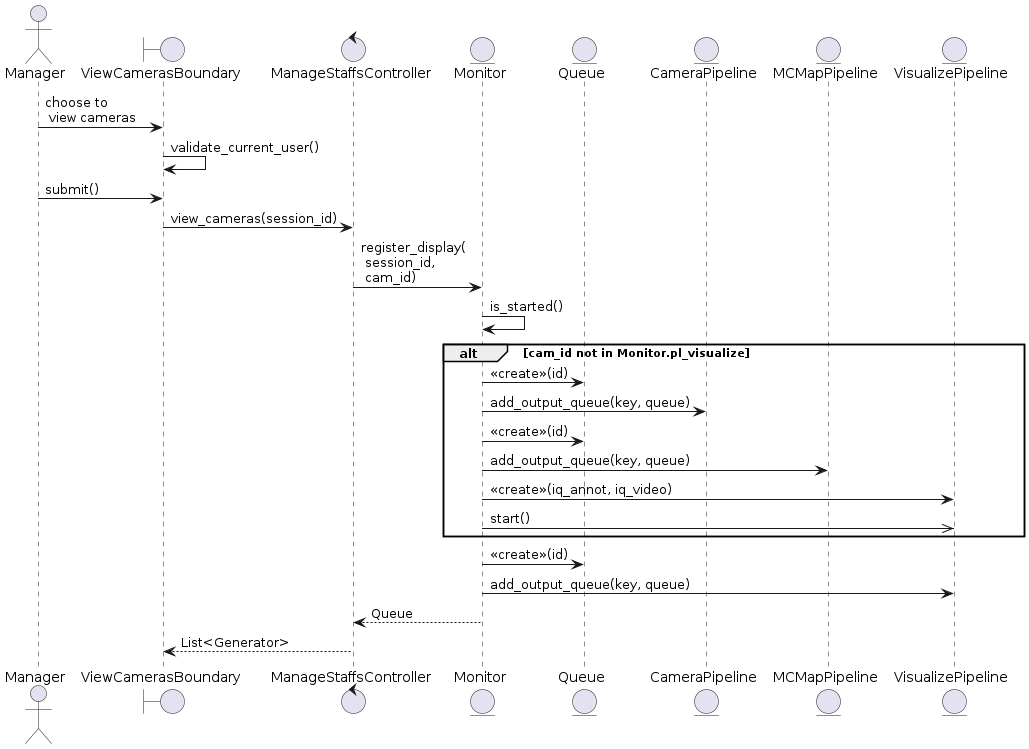 Manager
ViewCamerasBoundary
ManageStaffsController
Monitor
Queue
CameraPipeline
MCMapPipeline
VisualizePipeline
choose to
view cameras
validate_current_user()
submit()
view_cameras(session_id)
register_display(
session_id,
cam_id)
is_started()
alt
[cam_id not in Monitor.pl_visualize]
«create»(id)
add_output_queue(key, queue)
«create»(id)
add_output_queue(key, queue)
«create»(iq_annot, iq_video)
start()
«create»(id)
add_output_queue(key, queue)
Queue
List<Generator>
Manager
ViewCamerasBoundary
ManageStaffsController
Monitor
Queue
CameraPipeline
MCMapPipeline
VisualizePipeline